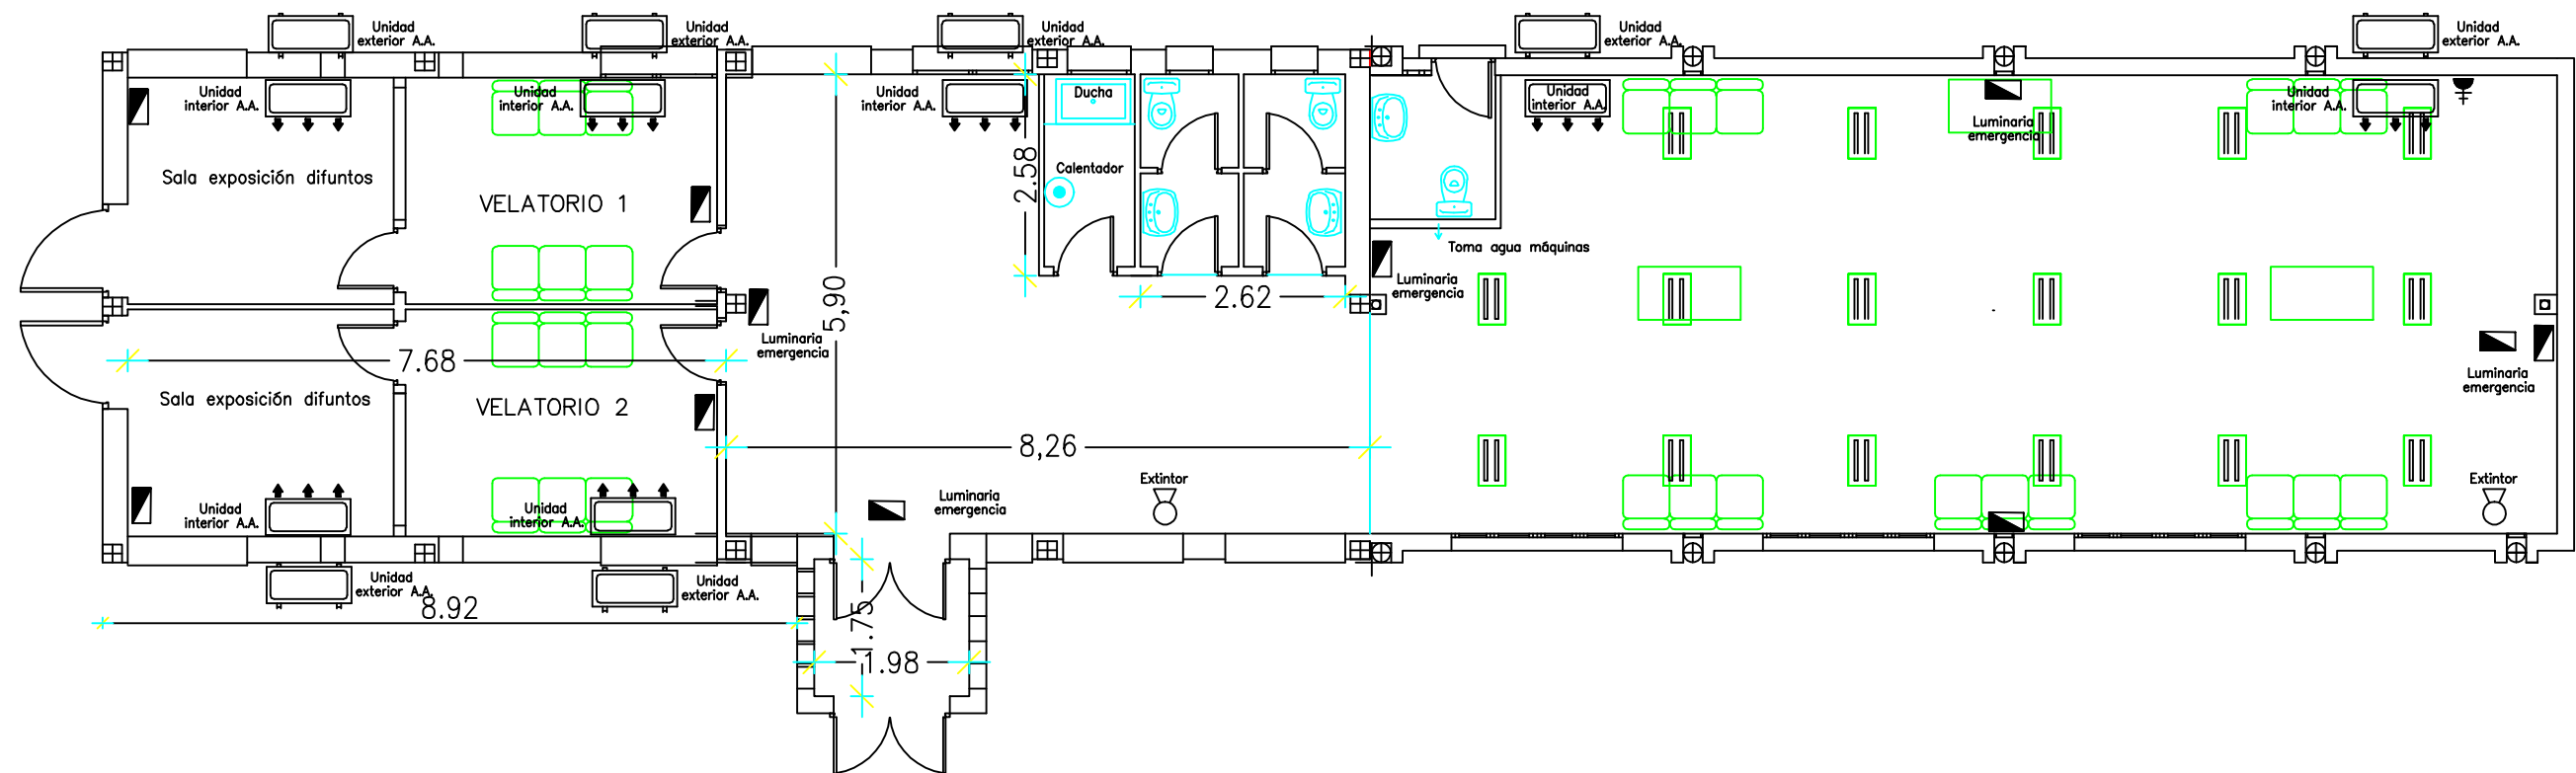 Unidad
exterior A.A.
Unidad
exterior A.A.
Unidad
exterior A.A.
Unidad
exterior A.A.
Unidad
exterior A.A.
Unidad
interior A.A.
Unidad
interior A.A.
Unidad
interior A.A.
Ducha
Unidad
interior A.A.
Unidad
interior A.A.
Luminaria
emergencia
Sala exposición difuntos
VELATORIO 1
2.58
Calentador
Toma agua máquinas
Luminaria
emergencia
5,90
2.62
Luminaria
emergencia
7.68
Luminaria
emergencia
Sala exposición difuntos
VELATORIO 2
8,26
Extintor
Extintor
Luminaria
emergencia
Unidad
interior A.A.
Unidad
interior A.A.
Unidad
exterior A.A.
Unidad
exterior A.A.
8.92
1.75
1.98